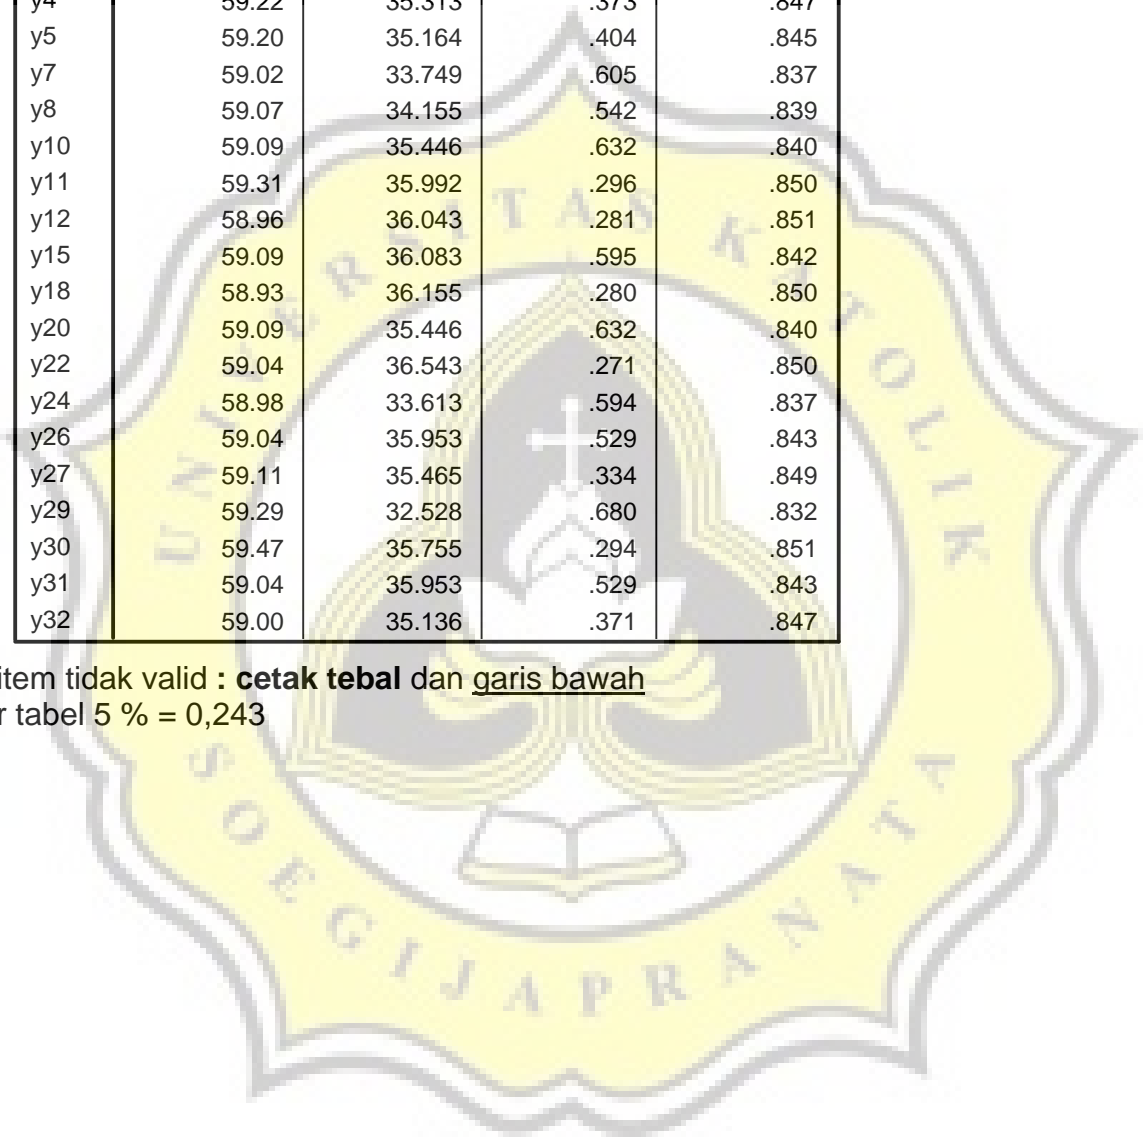 y4 59.22 35.313 .373 .847
y5 59.20 35.164 .404 .845
y7 59.02 33.749 .605 .837
y8 59.07 34.155 .542 .839
y10 59.09 35.446 .632 .840
y11 59.31 35.992 .296 .850
y12 58.96 36.043 .281 .851
y15 59.09 36.083 .595 .842
y18 58.93 36.155 .280 .850
y20 59.09 35.446 .632 .840
y22 59.04 36.543 .271 .850
y24 58.98 33.613 .594 .837
y26 59.04 35.953 .529 .843
y27 59.11 35.465 .334 .849
y29 59.29 32.528 .680 .832
y30 59.47 35.755 .294 .851
y31 59.04 35.953 .529 .843
y32 59.00 35.136 .371 .847
item tidak valid : cetak tebal dan garis bawah
r tabel 5 % = 0,243
UNIVERSITAS KATOLIK
SOEGIJAPRANATA